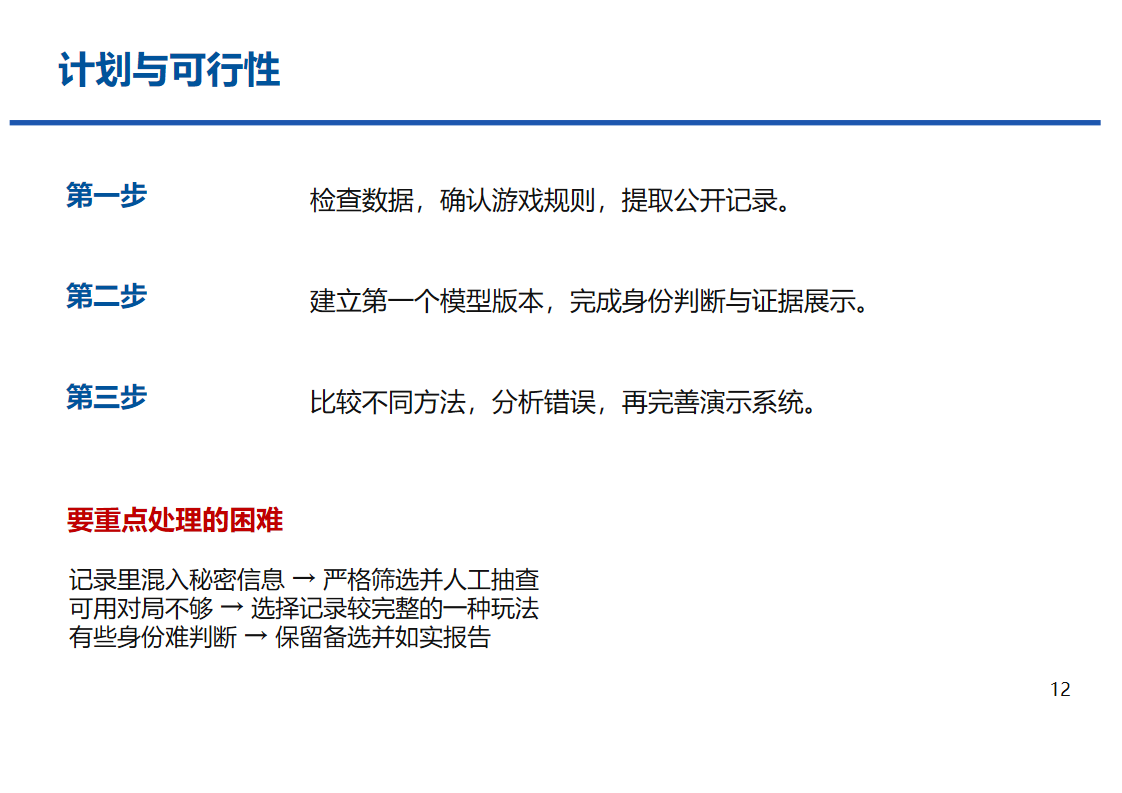 计划与可行性
第一步
检查数据，确认游戏规则，提取公开记录。
第二步
建立第一个模型版本，完成身份判断与证据展示。
第三步
比较不同方法，分析错误，再完善演示系统。
要重点处理的困难
记录里混入秘密信息 → 严格筛选并人工抽查
可用对局不够 → 选择记录较完整的一种玩法
有些身份难判断 → 保留备选并如实报告
12